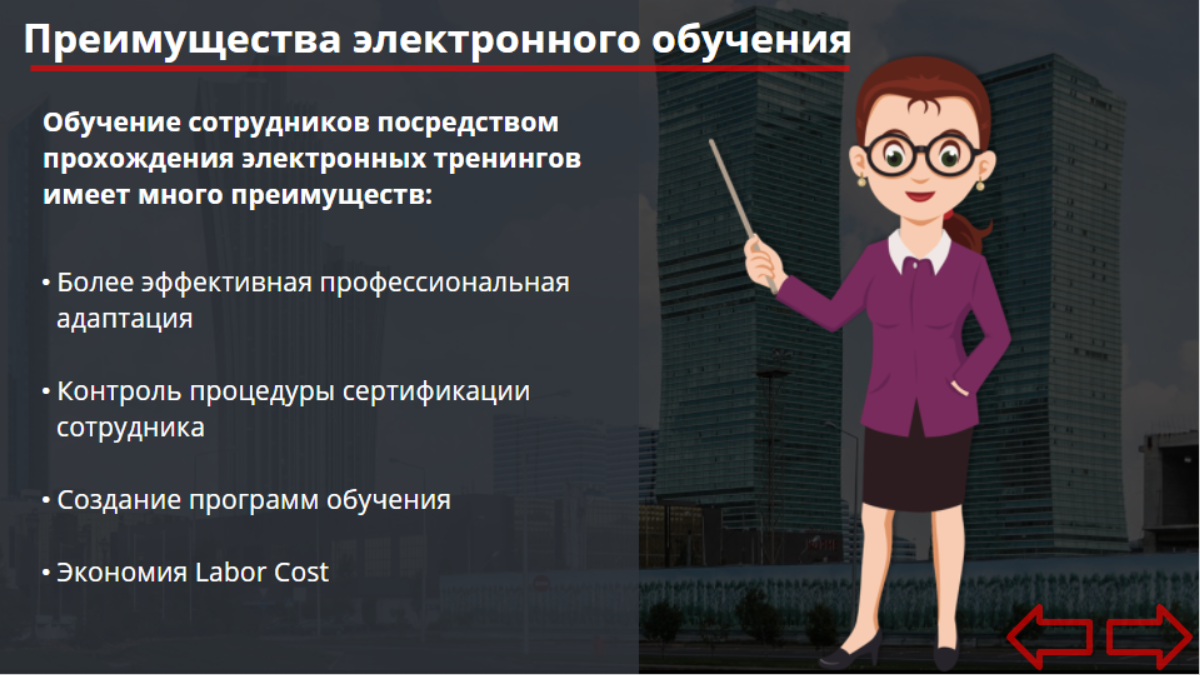 Преимущества электронного обучения
Обучение сотрудников посредством
прохождения электронных тренингов
имеет много преимуществ:
• Более эффективная профессиональная
адаптация
• Контроль процедуры сертификации
сотрудника
• Создание программ обучения
• Экономия Labor Cost